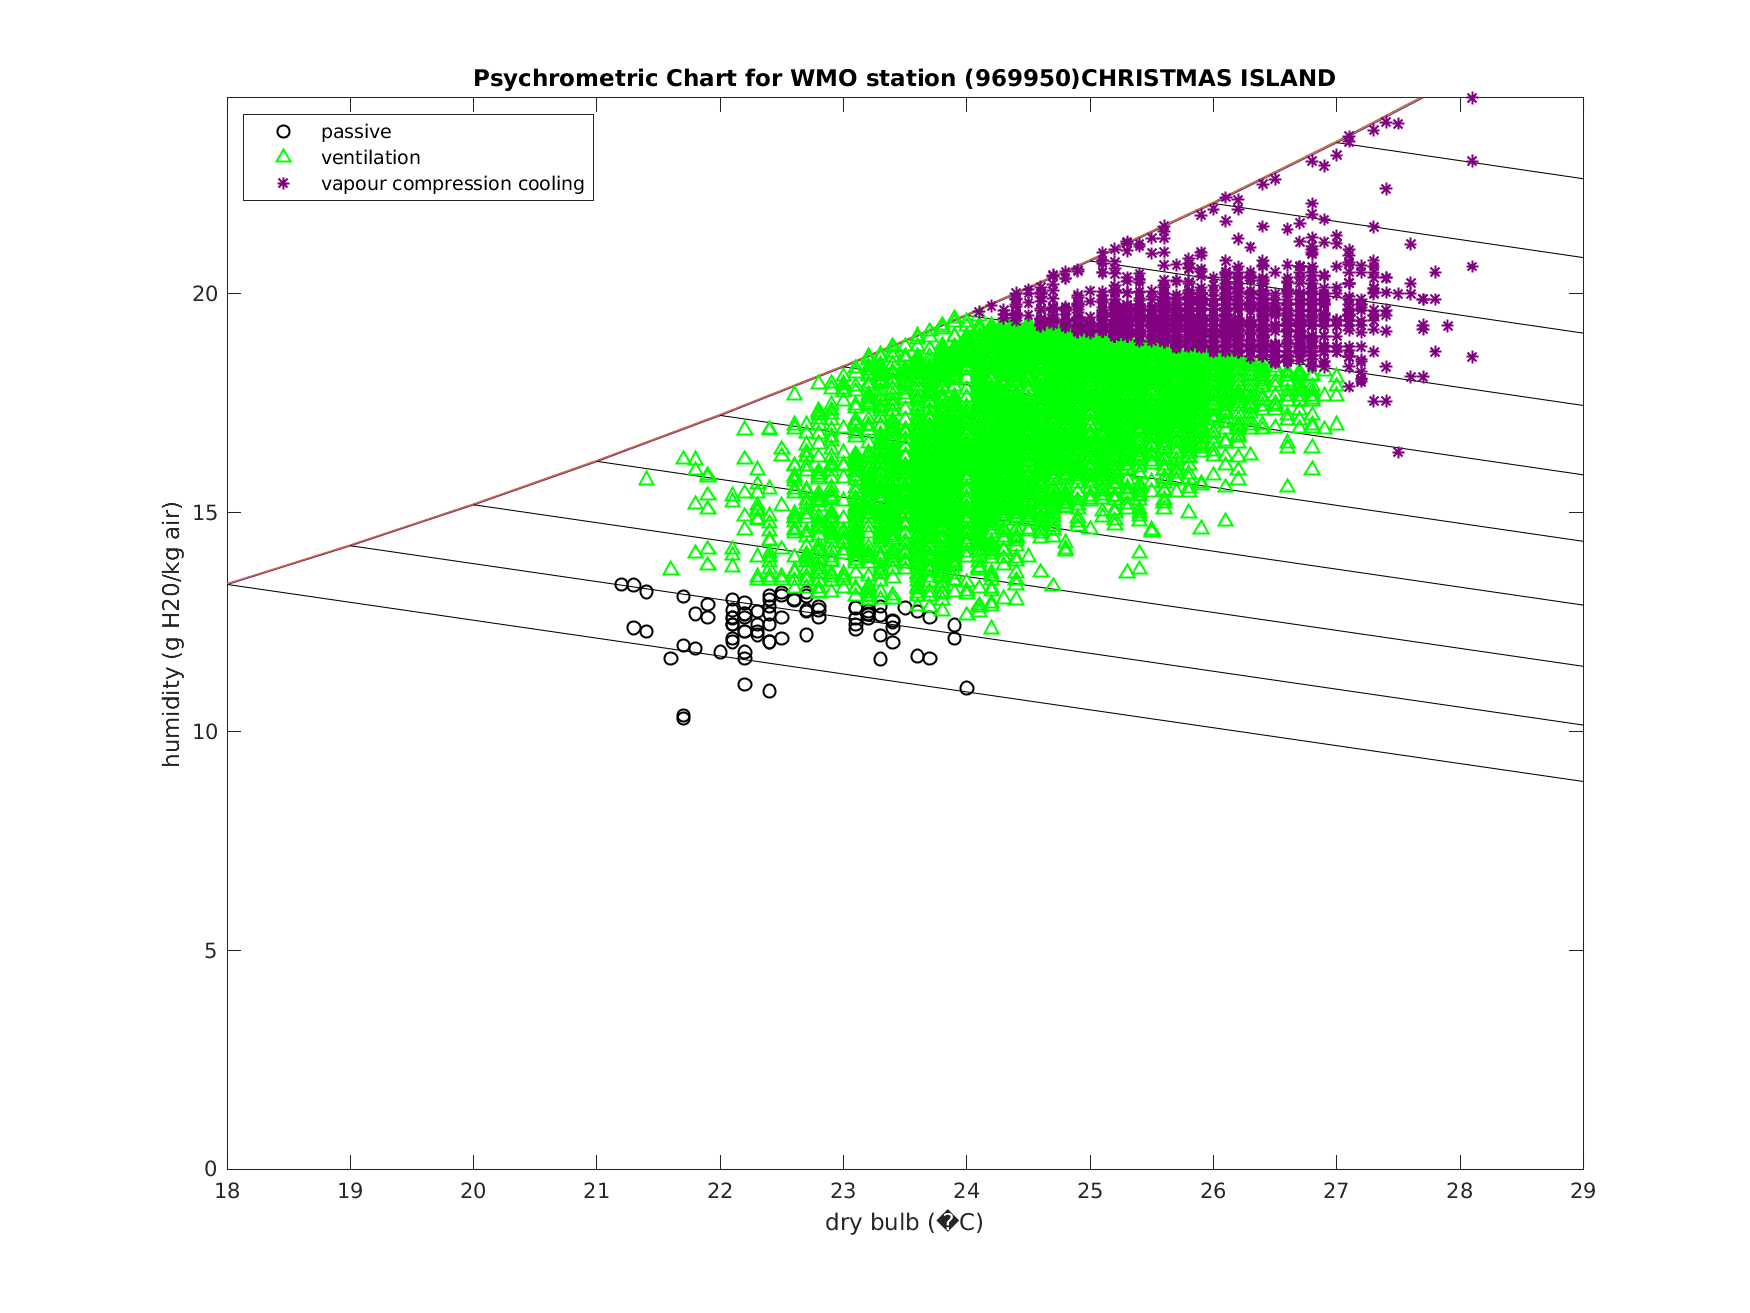 Psychrometric Chart for WMO station (969950)CHRISTMAS ISLAND
passive
ventilation
vapour compression cooling
humidity (g H20/kg air)
20
15
10
5
0
18 19 20 21 22 23 24 25 26 27 28 29
dry bulb (�C)